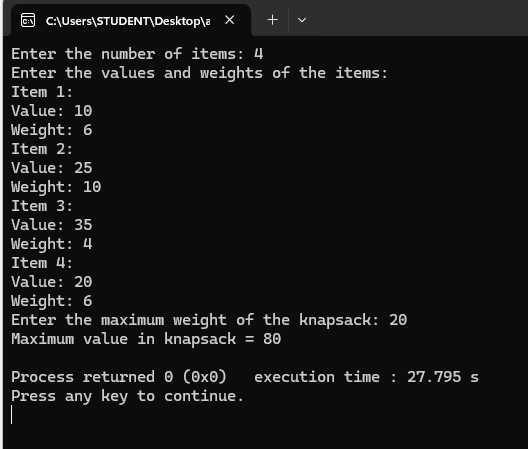 C:\Users\STUDENT\Desktop\a
Enter the number of items: 4
Enter the values and weights of the items:
Item 1:
Value: 10
Weight: 6
Item 2:
Value: 25
Weight: 10
Item 3:
Value: 35
Weight: 4
Item 4:
Value: 20
Weight: 6
Enter the maximum weight of the knapsack: 20
Maximum value in knapsack = 80
Process returned 0 (0x0)   execution time : 27.795 s
Press any key to continue.